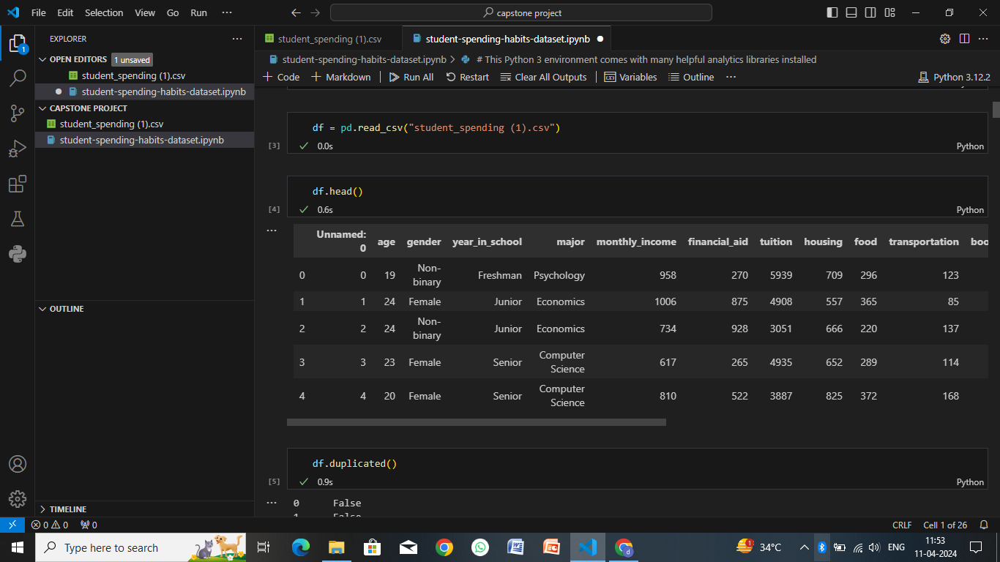 File Edit Selection View Go Run ··· capstone project
EXPLORER ···
OPEN EDITORS 1 unsaved
student_spending (1).csv
student-spending-habits-dataset.ipynb
CAPSTONE PROJECT
student_spending (1).csv
student-spending-habits-dataset.ipynb
OUTLINE
TIMELINE
1
student_spending (1).csv student-spending-habits-dataset.ipynb
student-spending-habits-dataset.ipynb > # This Python 3 environment comes with many helpful analytics libraries installed
+ Code + Markdown Run All Restart Clear All Outputs Variables Outline ··· Python 3.12.2
df = pd.read_csv("student_spending (1).csv")
[3] 0.0s Python
df.head()
[4] 0.6s Python
Unnamed: 0 age gender year_in_school major monthly_income financial_aid tuition housing food transportation boo
0 0 19 Non-binary Freshman Psychology 958 270 5939 709 296 123
1 1 24 Female Junior Economics 1006 875 4908 557 365 85
2 2 24 Non-binary Junior Economics 734 928 3051 666 220 137
3 3 23 Female Senior Computer Science 617 265 4935 652 289 114
4 4 20 Female Senior Computer Science 810 522 3887 825 372 168
df.duplicated()
[5] 0.9s Python
0 False
1 False
0 0 0 CRLF Cell 1 of 26
Type here to search 1 34°C ENG 11:53
11-04-2024